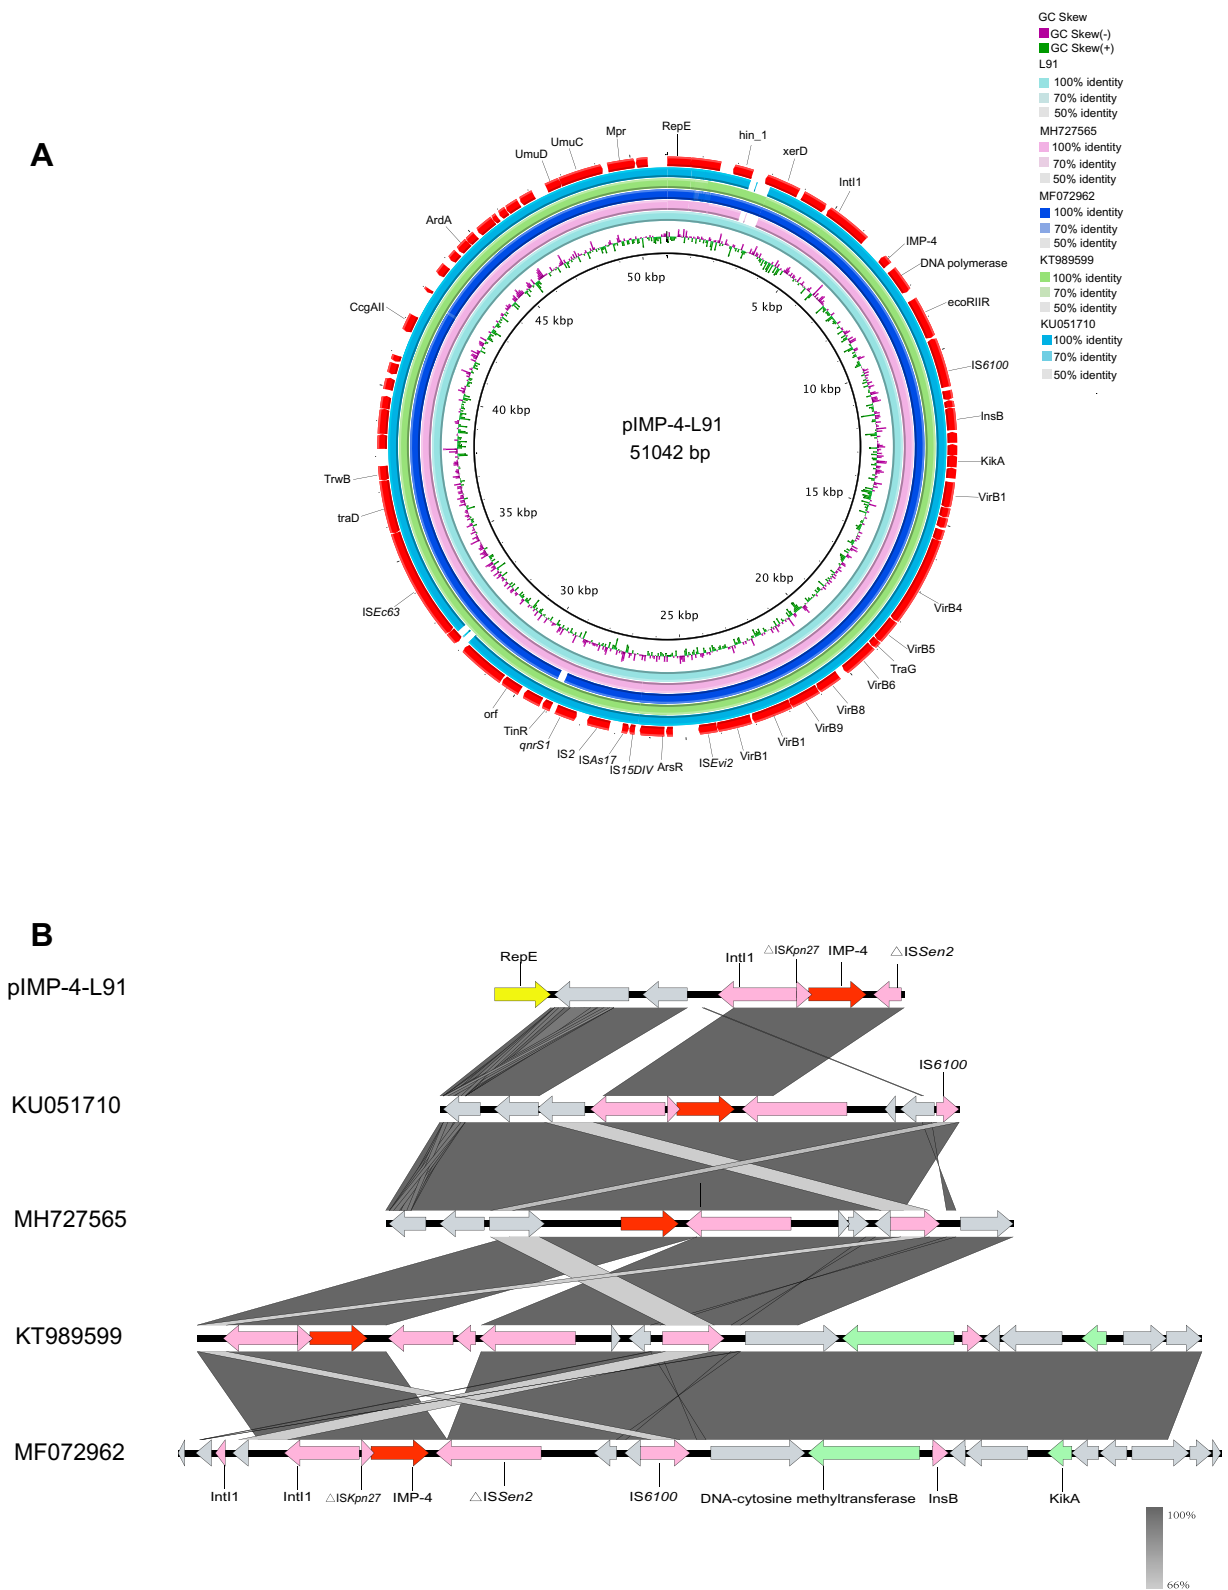 GC Skew
GC Skew(-)
GC Skew(+)
L91
100% identity
70% identity
50% identity
MH727565
100% identity
70% identity
50% identity
MF072962
100% identity
70% identity
50% identity
KT989599
100% identity
70% identity
50% identity
KU051710
100% identity
70% identity
50% identity
A
RepE
hin_1
xerD
IntI1
IMP-4
DNA polymerase
ecoRIIR
IS6100
InsB
KikA
VirB1
VirB4
VirB5
TraG
VirB6
VirB8
VirB9
VirB1
VirB1
ISEvi2
ArsR
IS15DIV
ISAs17
IS2
qnrS1
TinR
orf
ISEc63
traD
TrwB
CcgAII
ArdA
UmuD
UmuC
Mpr
50 kbp
5 kbp
10 kbp
15 kbp
20 kbp
25 kbp
30 kbp
35 kbp
40 kbp
45 kbp
pIMP-4-L91
51042 bp
B
RepE
IntI1
△ISKpn27
IMP-4
△ISSen2
pIMP-4-L91
IS6100
KU051710
MH727565
KT989599
MF072962
IntI1
IntI1
△ISKpn27
IMP-4
△ISSen2
IS6100
DNA-cytosine methyltransferase
InsB
KikA
100%
66%